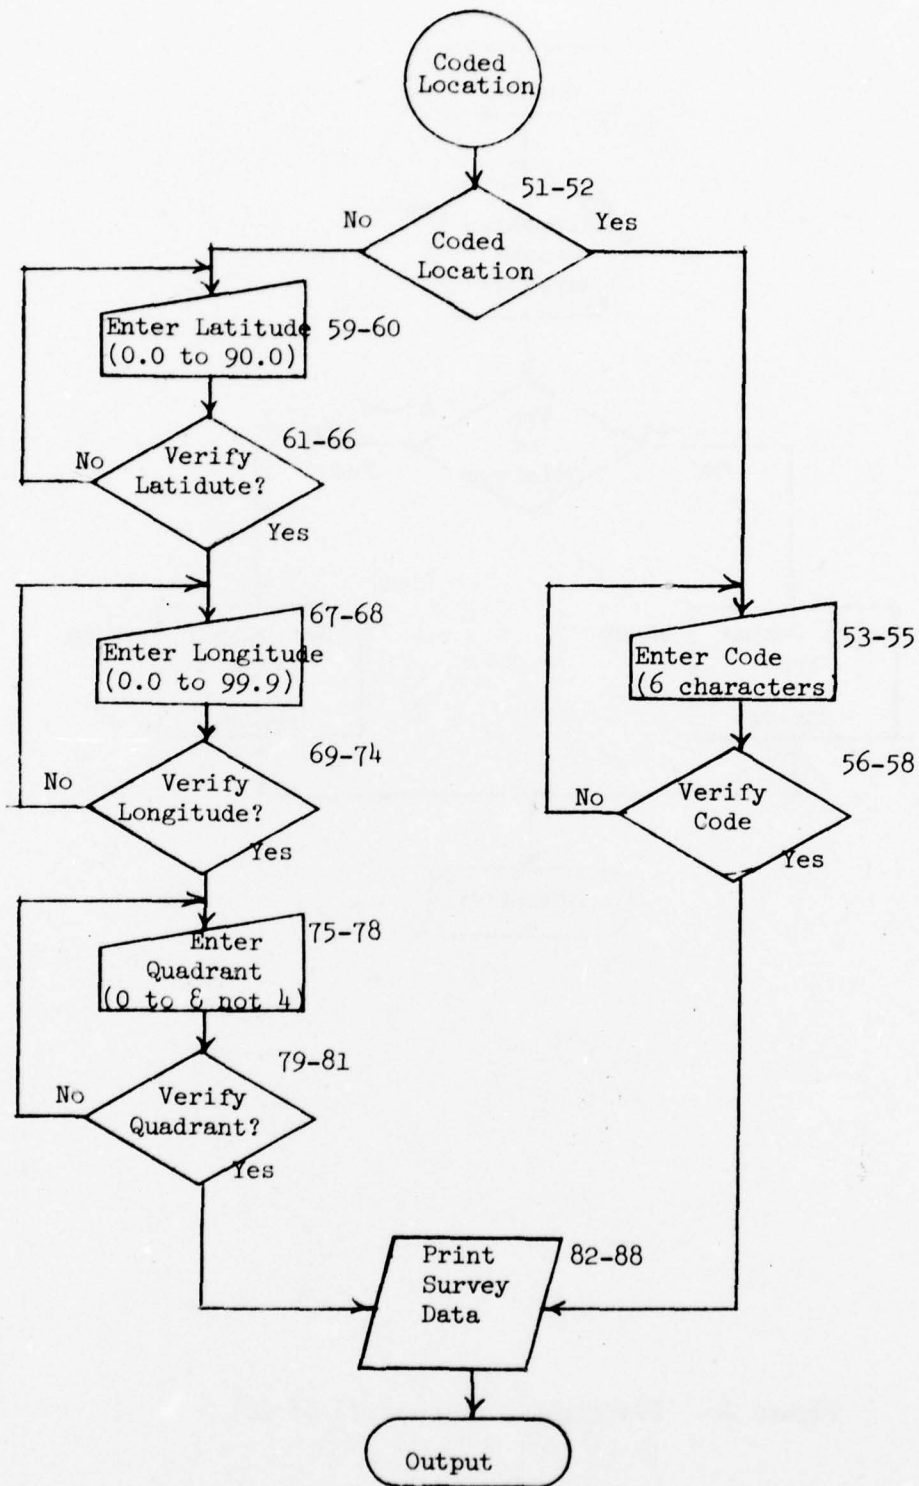 Coded
Location
51-52
No
Yes
Coded
Location
Enter Latitude
(0.0 to 90.0)
59-60
61-66
No
Verify
Latidute?
Yes
67-68
Enter Longitude
(0.0 to 99.9)
69-74
No
Verify
Longitude?
Yes
75-78
Enter
Quadrant
(0 to 8 not 4)
79-81
No
Verify
Quadrant?
Yes
53-55
Enter Code
(6 characters
56-58
No
Verify
Code
Yes
Print
Survey
Data
82-88
Output